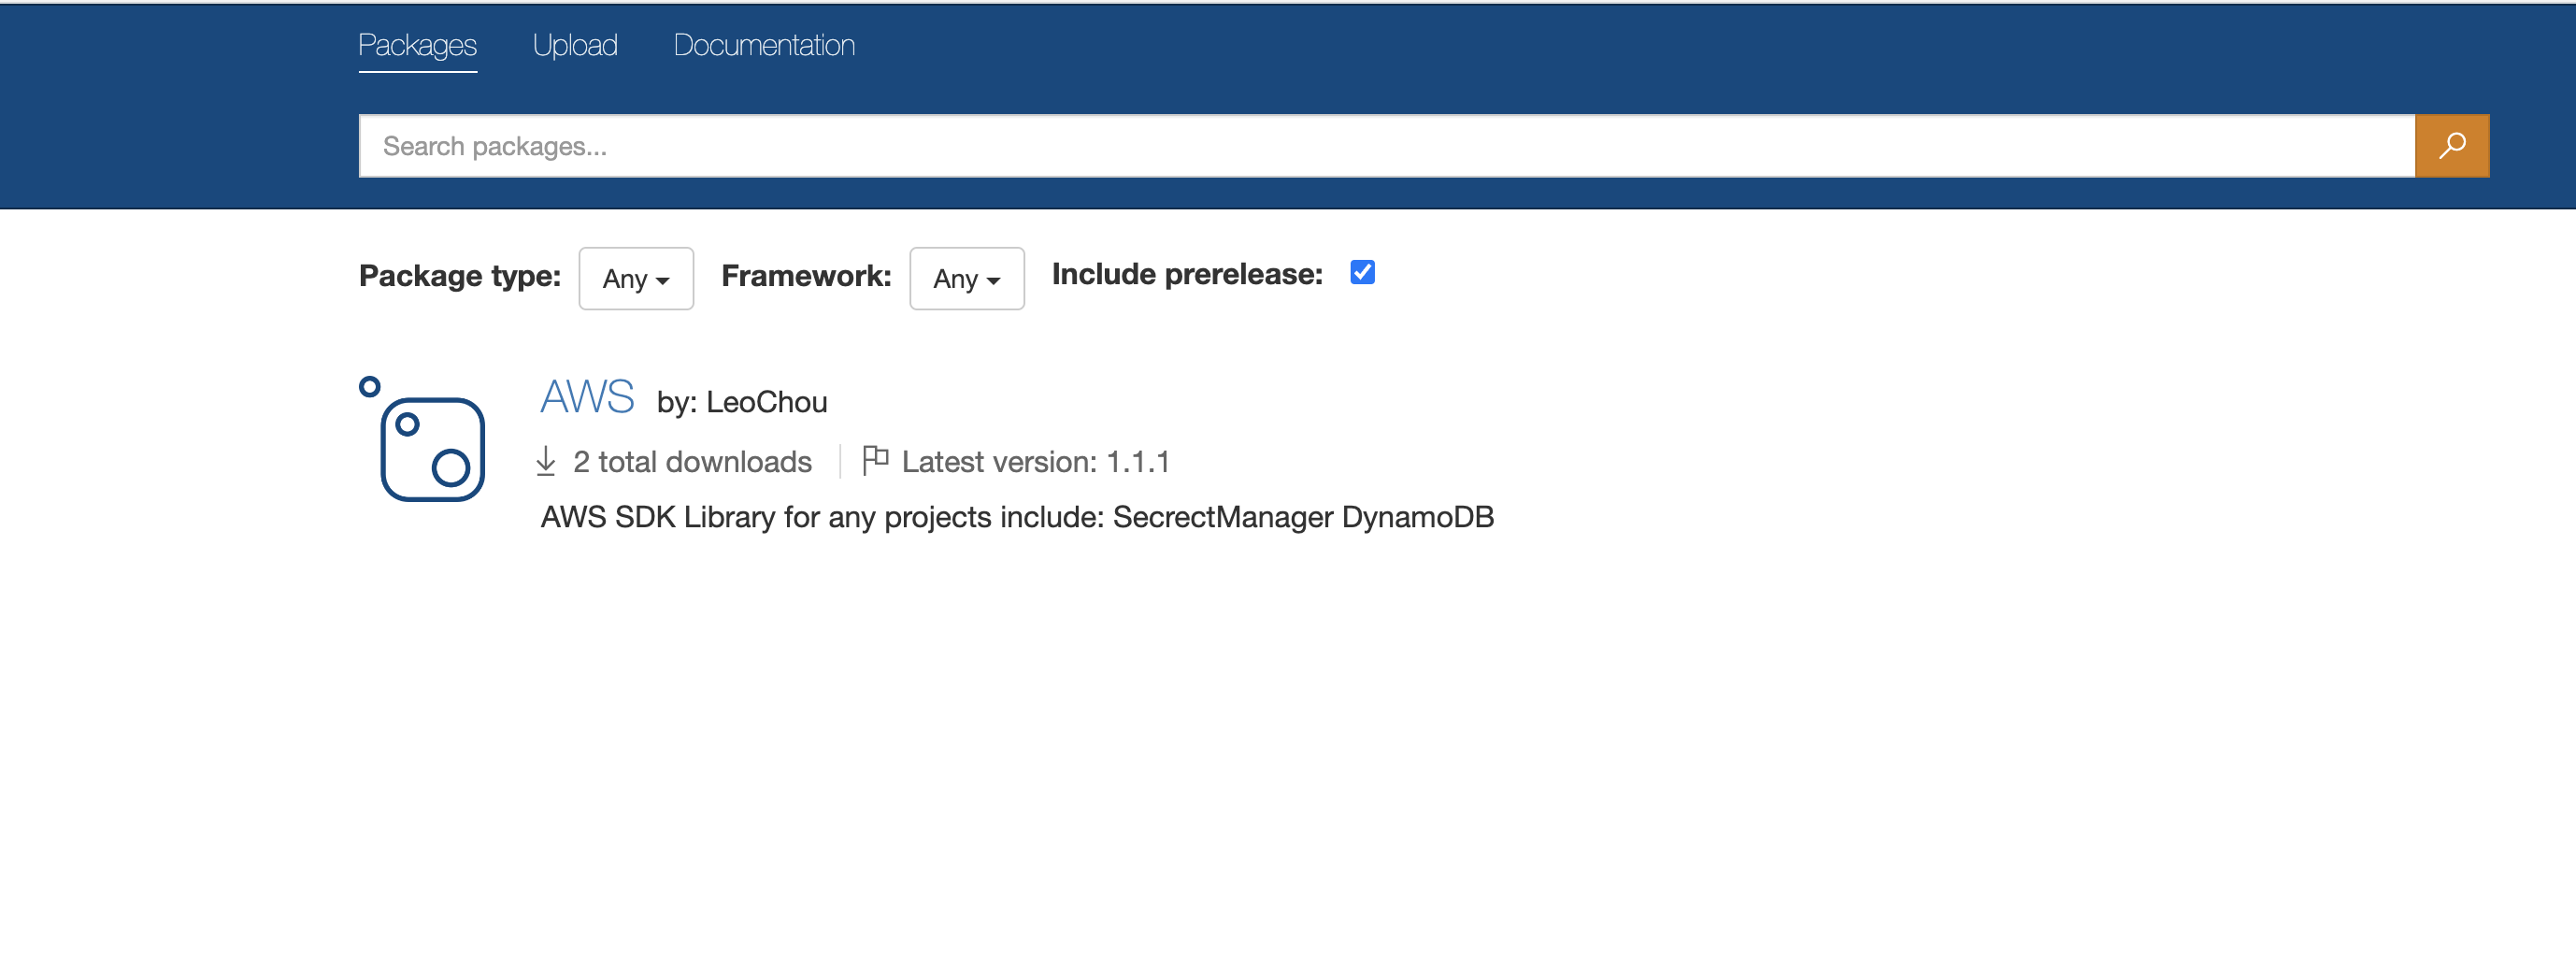 Packages Upload Documentation
Search packages...
Package type: Any Framework: Any Include prerelease:
AWS by: LeoChou
2 total downloads Latest version: 1.1.1
AWS SDK Library for any projects include: SecrectManager DynamoDB